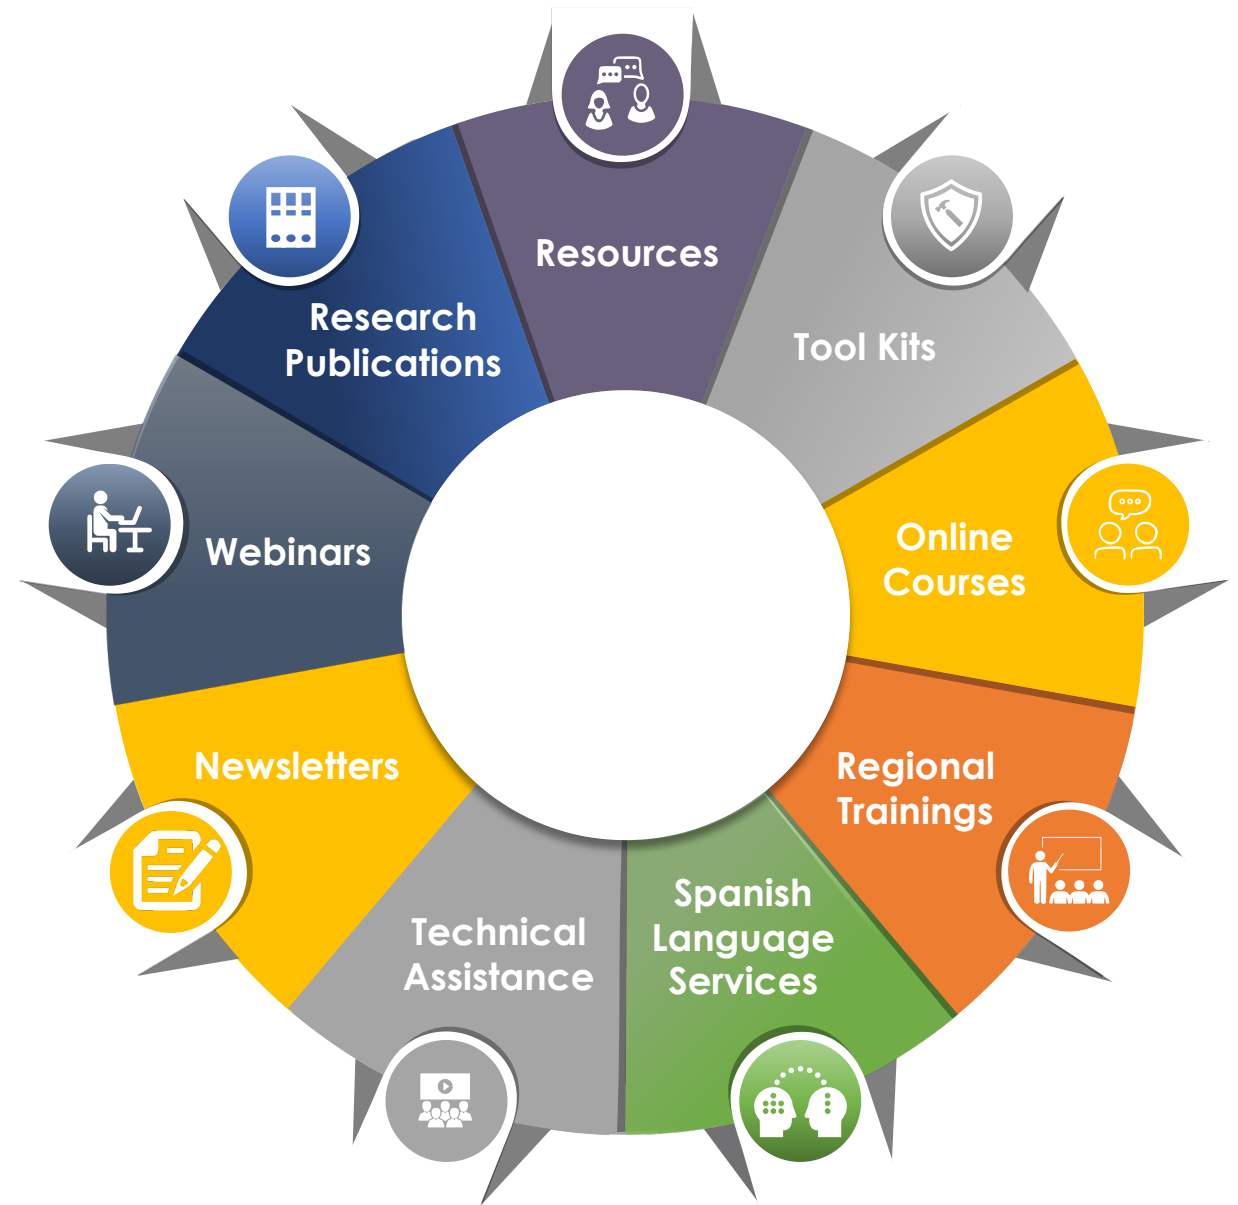 Resources
Tool Kits
Online
Courses
Regional
Trainings
Spanish
Language
Services
Technical
Assistance
Newsletters
Webinars
Research
Publications